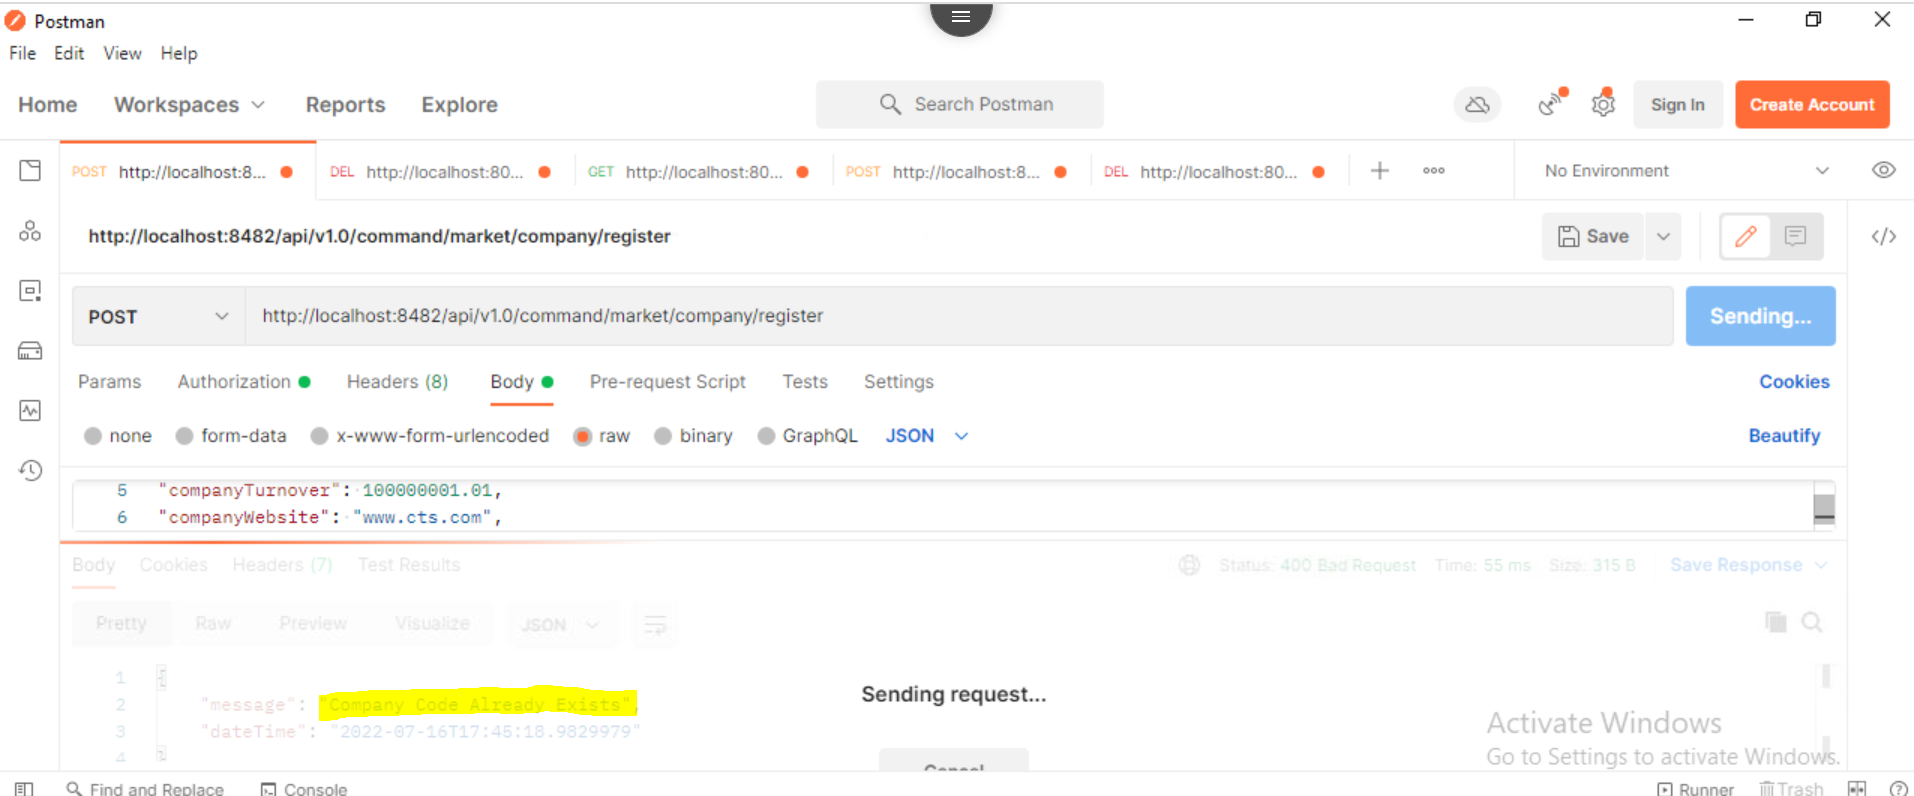 Postman
File Edit View Help
Home Workspaces Reports Explore Search Postman Sign In Create Account
POST http://localhost:8... DEL http://localhost:80... GET http://localhost:80... POST http://localhost:8... DEL http://localhost:80... No Environment
http://localhost:8482/api/v1.0/command/market/company/register Save
POST http://localhost:8482/api/v1.0/command/market/company/register Sending...
Params Authorization Headers (8) Body Pre-request Script Tests Settings Cookies
none form-data x-www-form-urlencoded raw binary GraphQL JSON Beautify
5 "companyTurnover": 100000001.01,
6 "companyWebsite": "www.cts.com",
Body Cookies Headers (7) Test Results Status: 400 Bad Request Time: 55 ms Size: 315 B Save Response
Pretty Raw Preview Visualize JSON
1 {
2 "message": "Company Code Already Exists",
3 "dateTime": "2022-07-16T17:45:18.9829979"
4 }
Sending request...
Cancel
Activate Windows
Go to Settings to activate Windows.
Find and Replace Console Runner Trash